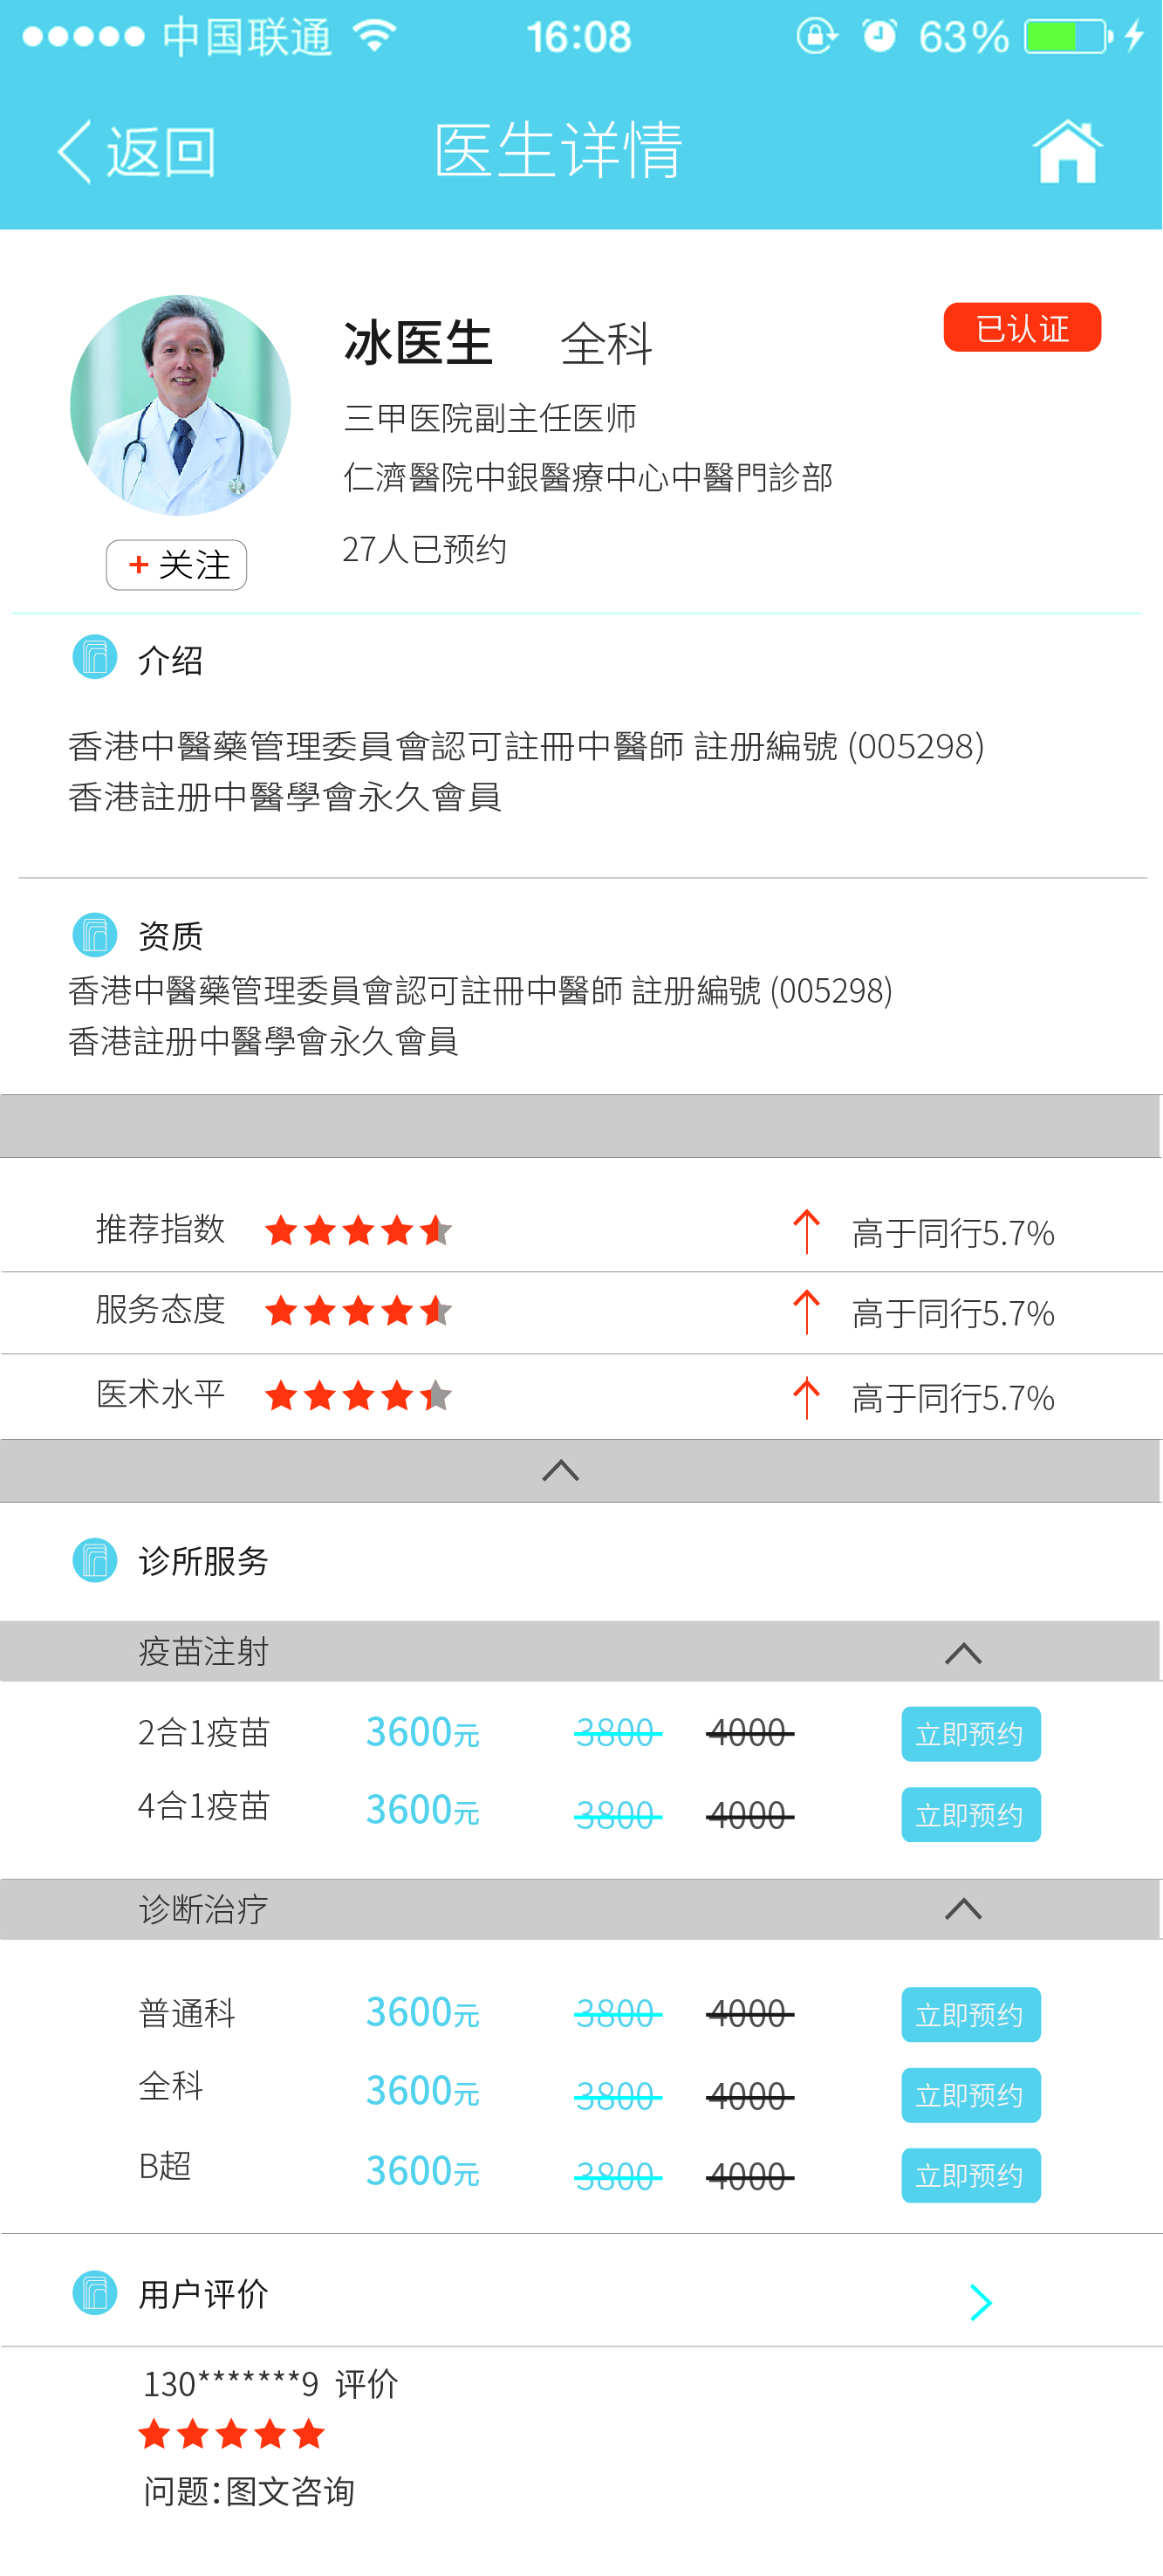 中国联通 16:08 63%
返回 医生详情
冰医生 全科 已认证
三甲医院副主任医师
仁濟醫院中銀醫療中心中醫門診部
+ 关注 27人已预约
介绍
香港中醫藥管理委員會認可註冊中醫師 註册編號 (005298)
香港註册中醫學會永久會員
资质
香港中醫藥管理委員會認可註冊中醫師 註册編號 (005298)
香港註册中醫學會永久會員
推荐指数 高于同行5.7%
服务态度 高于同行5.7%
医术水平 高于同行5.7%
诊所服务
疫苗注射
2合1疫苗 3600元 3800 4000 立即预约
4合1疫苗 3600元 3800 4000 立即预约
诊断治疗
普通科 3600元 3800 4000 立即预约
全科 3600元 3800 4000 立即预约
B超 3600元 3800 4000 立即预约
用户评价
130*******9 评价
问题：图文咨询